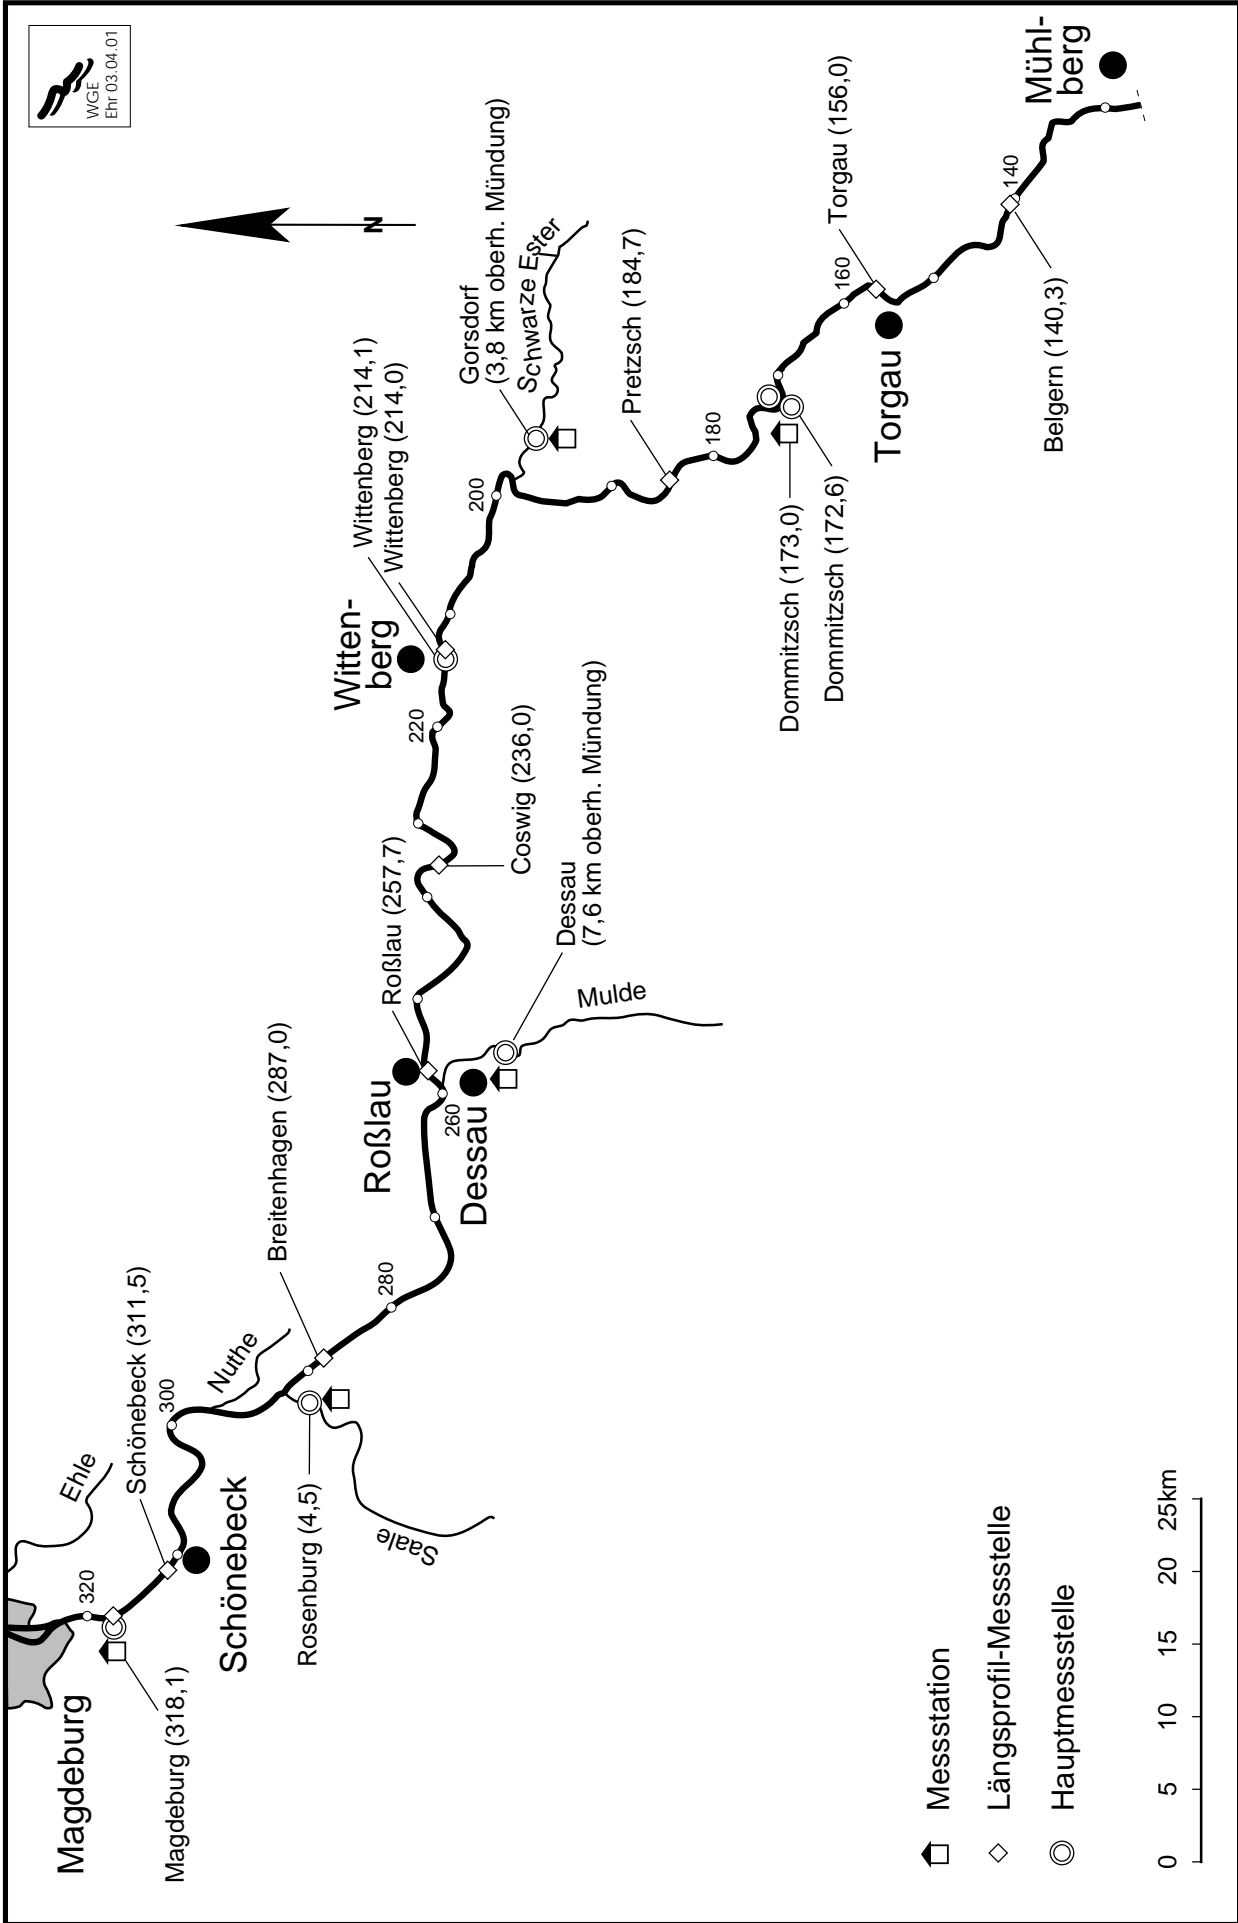 WGE
Ehr 03.04.01
N
Magdeburg
Magdeburg (318,1)
320
Ehle
Schönebeck (311,5)
Schönebeck
300
Nuthe
Breitenhagen (287,0)
Rosenburg (4,5)
Saale
280
Roßlau
Roßlau (257,7)
260
Dessau
Dessau
(7,6 km oberh. Mündung)
Mulde
Coswig (236,0)
220
Witten-
berg
Wittenberg (214,1)
Wittenberg (214,0)
200
Gorsdorf
(3,8 km oberh. Mündung)
Schwarze Elster
Pretzsch (184,7)
180
Dommitzsch (173,0)
Dommitzsch (172,6)
160
Torgau (156,0)
Torgau
140
Belgern (140,3)
Mühl-
berg
Messstation
Längsprofil-Messstelle
Hauptmessstelle
0 5 10 15 20 25km